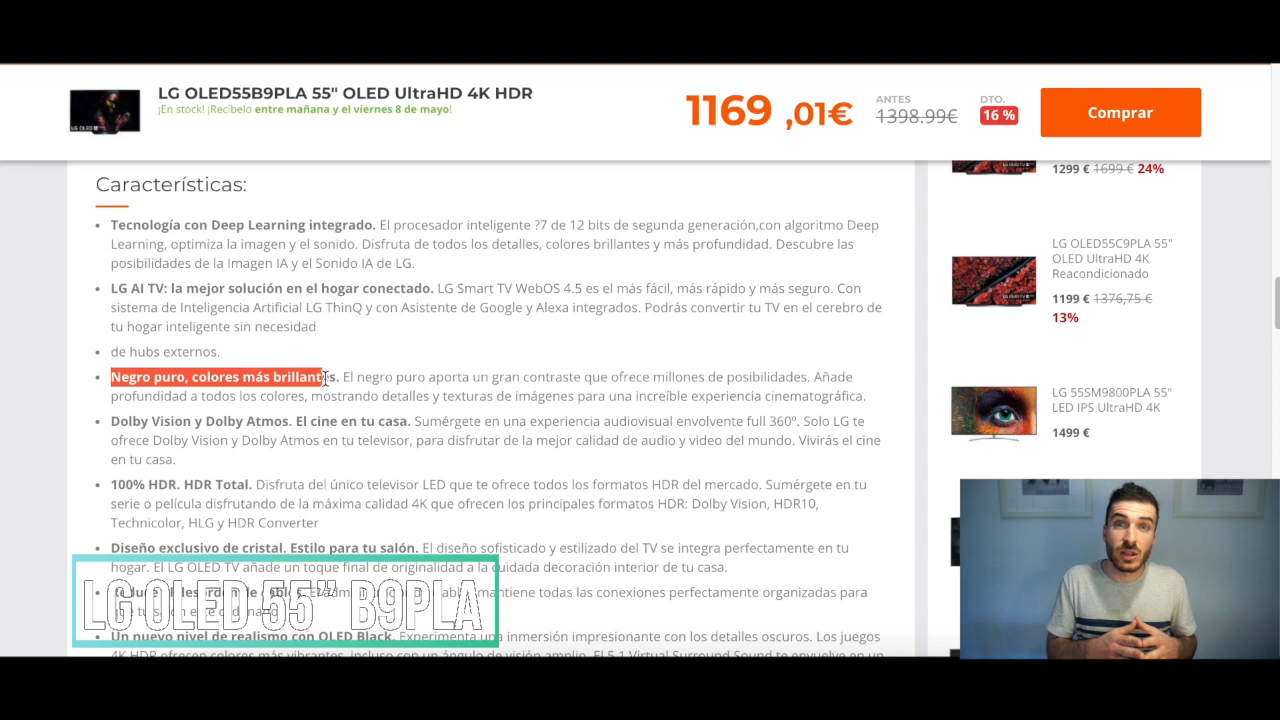 LG OLED55B9PLA 55" OLED UltraHD 4K HDR
¡En stock! ¡Recíbelo entre mañana y el viernes 8 de mayo!
1169 ,01€
ANTES
1398.99€
DTO.
16 %
Comprar
Características:
Tecnología con Deep Learning integrado. El procesador inteligente ?7 de 12 bits de segunda generación,con algoritmo Deep
Learning, optimiza la imagen y el sonido. Disfruta de todos los detalles, colores brillantes y más profundidad. Descubre las
posibilidades de la Imagen IA y el Sonido IA de LG.
LG AI TV: la mejor solución en el hogar conectado. LG Smart TV WebOS 4.5 es el más fácil, más rápido y más seguro. Con
sistema de Inteligencia Artificial LG ThinQ y con Asistente de Google y Alexa integrados. Podrás convertir tu TV en el cerebro de
tu hogar inteligente sin necesidad
de hubs externos.
Negro puro, colores más brillantes. El negro puro aporta un gran contraste que ofrece millones de posibilidades. Añade
profundidad a todos los colores, mostrando detalles y texturas de imágenes para una increíble experiencia cinematográfica.
Dolby Vision y Dolby Atmos. El cine en tu casa. Sumérgete en una experiencia audiovisual envolvente full 360º. Solo LG te
ofrece Dolby Vision y Dolby Atmos en tu televisor, para disfrutar de la mejor calidad de audio y video del mundo. Vivirás el cine
en tu casa.
100% HDR. HDR Total. Disfruta del único televisor LED que te ofrece todos los formatos HDR del mercado. Sumérgete en tu
serie o película disfrutando de la máxima calidad 4K que ofrecen los principales formatos HDR: Dolby Vision, HDR10,
Technicolor, HLG y HDR Converter
Diseño exclusivo de cristal. Estilo para tu salón. El diseño sofisticado y estilizado del TV se integra perfectamente en tu
hogar. El LG OLED TV añade un toque final de originalidad a la cuidada decoración interior de tu casa.
mantiene todas las conexiones perfectamente organizadas para
Un nuevo nivel de realismo con OLED Black. Experimenta una inmersión impresionante con los detalles oscuros. Los juegos
4K HDR ofrecen colores más vibrantes, incluso con un ángulo de visión amplio. El 5.1 Virtual Surround Sound te envuelve en un
LG OLED 55" B9PLA
1299 € 1699 € 24%
LG OLED55C9PLA 55"
OLED UltraHD 4K
Reacondicionado
1199 € 1376,75 €
13%
LG 55SM9800PLA 55"
LED IPS UltraHD 4K
1499 €